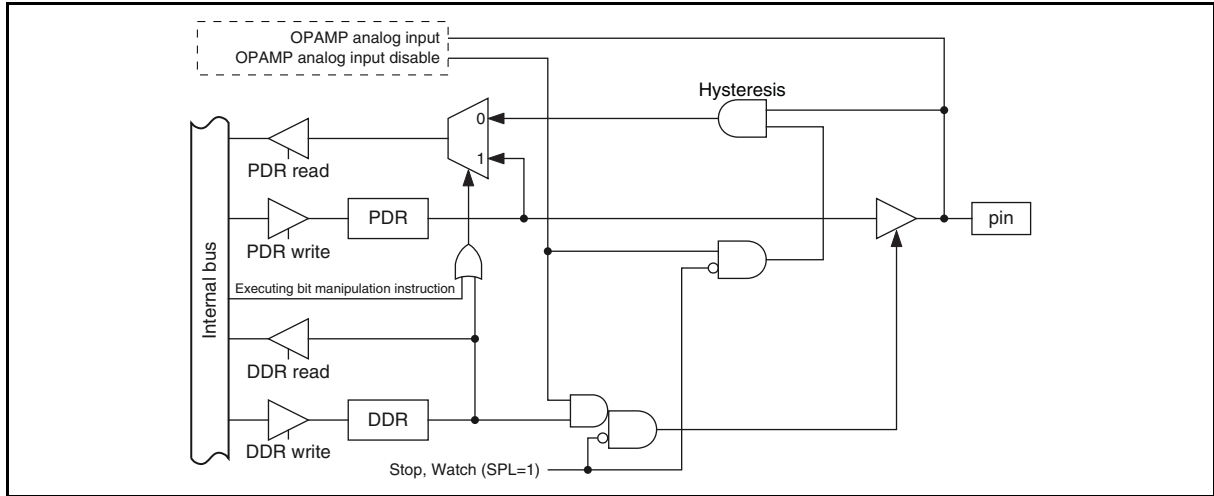 OPAMP analog input
OPAMP analog input disable
Hysteresis
0
1
PDR read
PDR
pin
PDR write
Internal bus
Executing bit manipulation instruction
DDR read
DDR
DDR write
Stop, Watch (SPL=1)